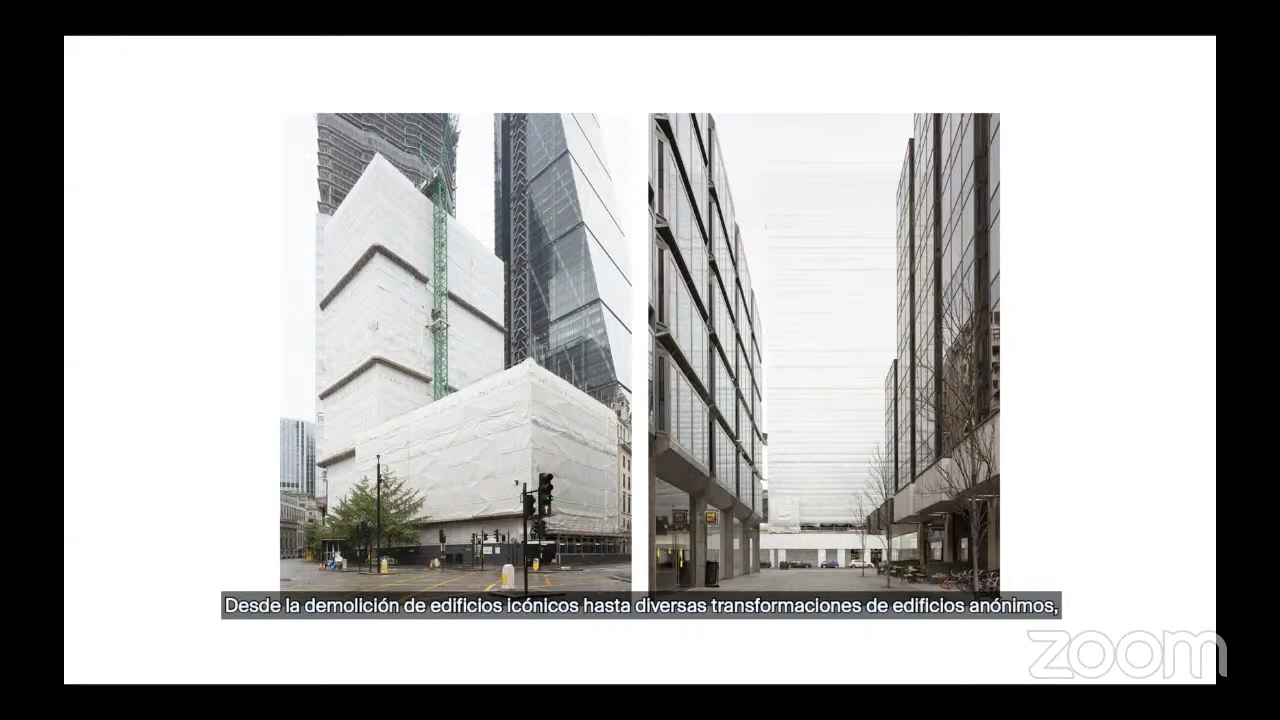 Desde la demolición de edificios icónicos hasta diversas transformaciones de edificios anónimos,
zoom